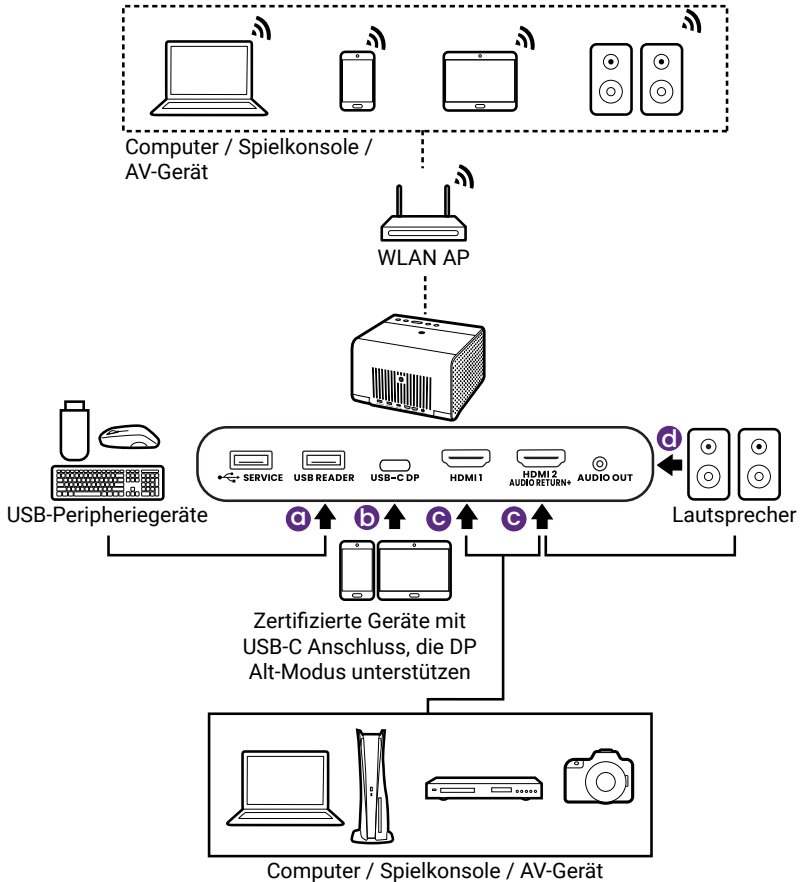 Computer / Spielkonsole /
AV-Gerät
WLAN AP
SERVICE
USB READER
USB-C DP
HDMI 1
HDMI 2
AUDIO RETURN+
AUDIO OUT
d
USB-Peripheriegeräte
a
b
c
c
Lautsprecher
Zertifizierte Geräte mit
USB-C Anschluss, die DP
Alt-Modus unterstützen
Computer / Spielkonsole / AV-Gerät